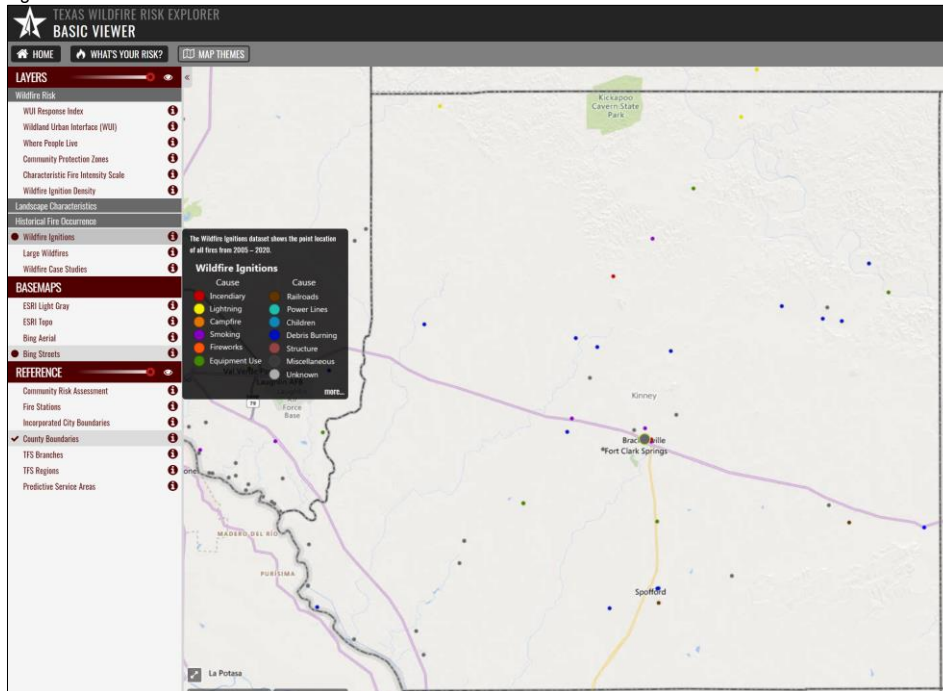 TEXAS WILDFIRE RISK EXPLORER
BASIC VIEWER
HOME
WHAT'S YOUR RISK?
MAP THEMES
LAYERS
Wildfire Risk
WUI Response Index
Wildland Urban Interface (WUI)
Where People Live
Community Protection Zones
Characteristic Fire Intensity Scale
Wildfire Ignition Density
Landscape Characteristics
Historical Fire Occurrence
Wildfire Ignitions
Large Wildfires
Wildfire Case Studies
BASEMAPS
ESRI Light Gray
ESRI Topo
Bing Aerial
Bing Streets
REFERENCE
Community Risk Assessment
Fire Stations
Incorporated City Boundaries
County Boundaries
TFS Branches
TFS Regions
Predictive Service Areas
The Wildfire Ignitions dataset shows the point location
of all fires from 2005 – 2020.
Wildfire Ignitions
Cause
Cause
Incendiary
Railroads
Lightning
Power Lines
Campfire
Children
Smoking
Debris Burning
Fireworks
Structure
Equipment Use
Miscellaneous
Unknown
more...
Kickapoo
Cavern State
Park
Kinney
Fort Clark Springs
Spofford
Force
Base
MADERO DEL RÍO
PURÍSIMA
La Potasa